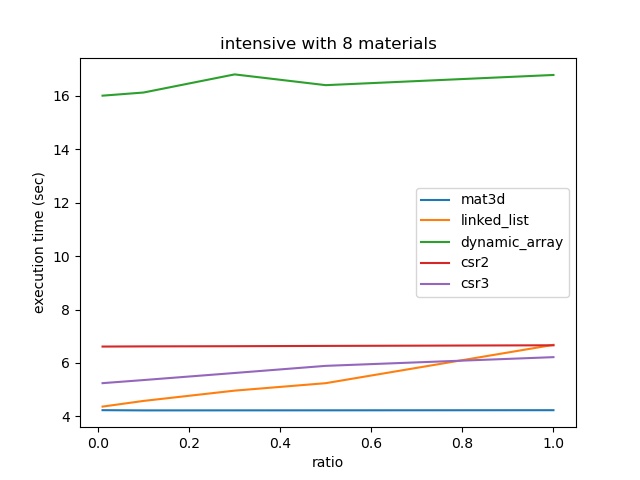 intensive with 8 materials
execution time (sec)
16
14
12
10
8
6
4
mat3d
linked_list
dynamic_array
csr2
csr3
0.0 0.2 0.4 0.6 0.8 1.0
ratio